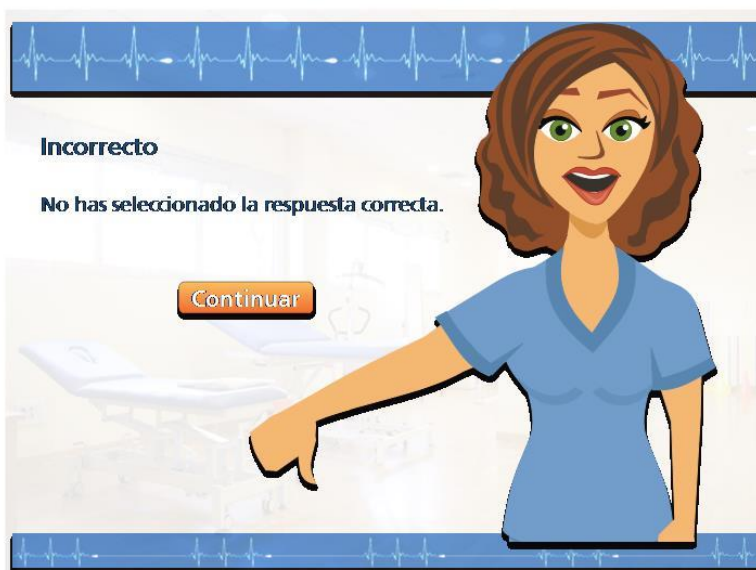 Incorrecto
No has seleccionado la respuesta correcta.
Continuar